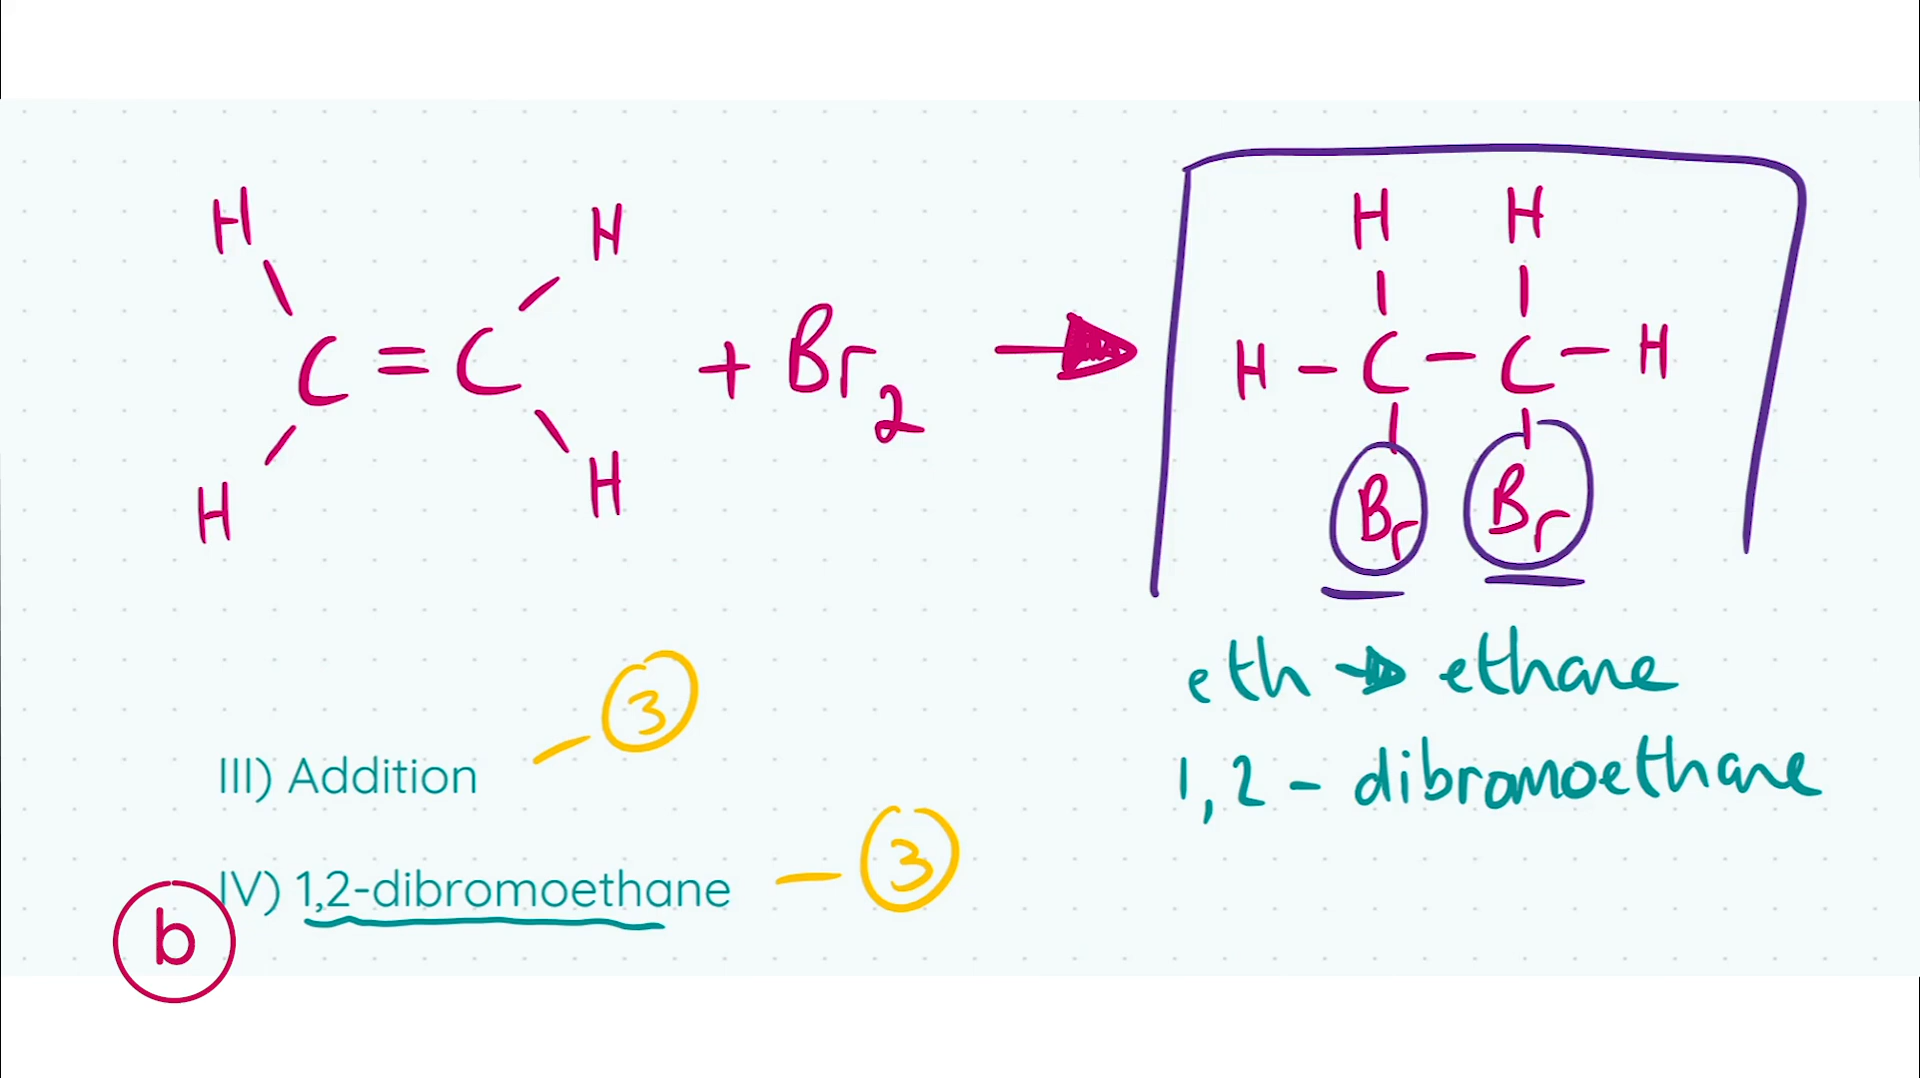 H H
C = C + Br2
H H
H H
H - C - C - H
Br Br
eth → ethane
1,2 - dibromoethane
III) Addition - 3
IV) 1,2-dibromoethane - 3
b